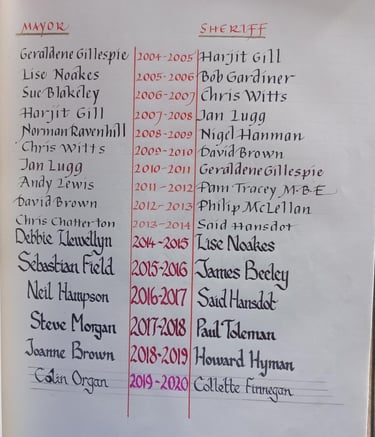 MAYOR SHERIFF
Geraldene Gillespie 2004-2005 Harjit Gill
Lise Noakes 2005-2006 Bob Gardiner
Sue Blakeley 2006-2007 Chris Witts
Harjit Gill 2007-2008 Jan Lugg
Norman Ravenhill 2008-2009 Nigel Hanman
Chris Witts 2009-2010 David Brown
Jan Lugg 2010-2011 Geraldene Gillespie
Andy Lewis 2011-2012 Pam Tracey M.B.E
David Brown 2012-2013 Philip McLellan
Chris Chatterton 2013-2014 Said Hansdot
Debbie Llewellyn 2014-2015 Lise Noakes
Sebastian Field 2015-2016 James Beeley
Neil Hampson 2016-2017 Said Hansdot
Steve Morgan 2017-2018 Paul Toleman
Joanne Brown 2018-2019 Howard Hyman
Colin Organ 2019-2020 Collette Finnegan